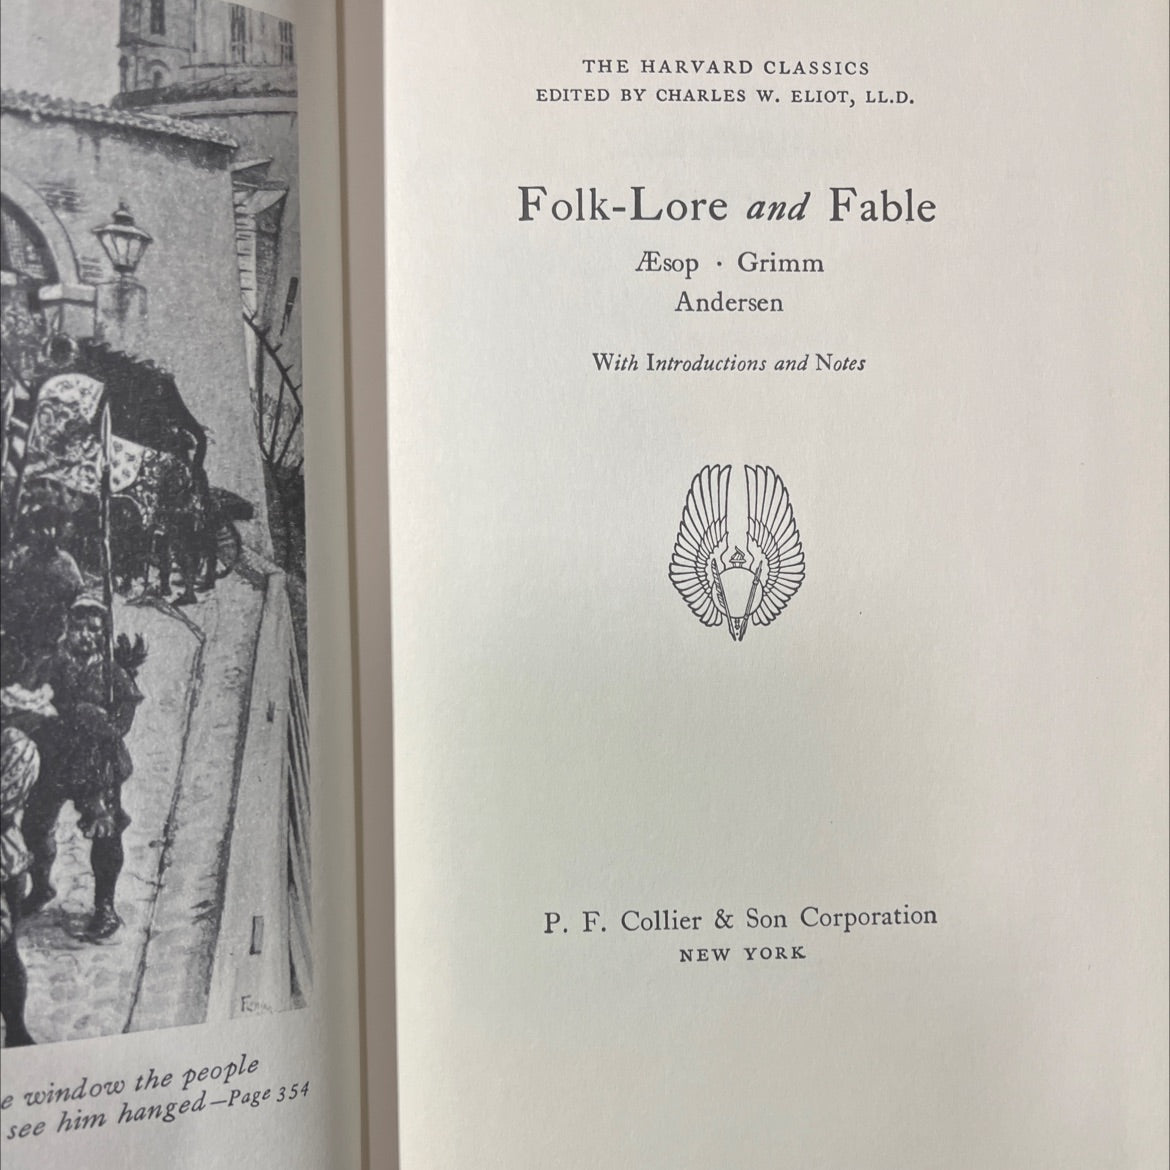 e window the people
see him hanged—Page 354
THE HARVARD CLASSICS
EDITED BY CHARLES W. ELIOT, LL.D.
Folk-Lore and Fable
Æsop · Grimm
Andersen
With Introductions and Notes
P. F. Collier & Son Corporation
NEW YORK